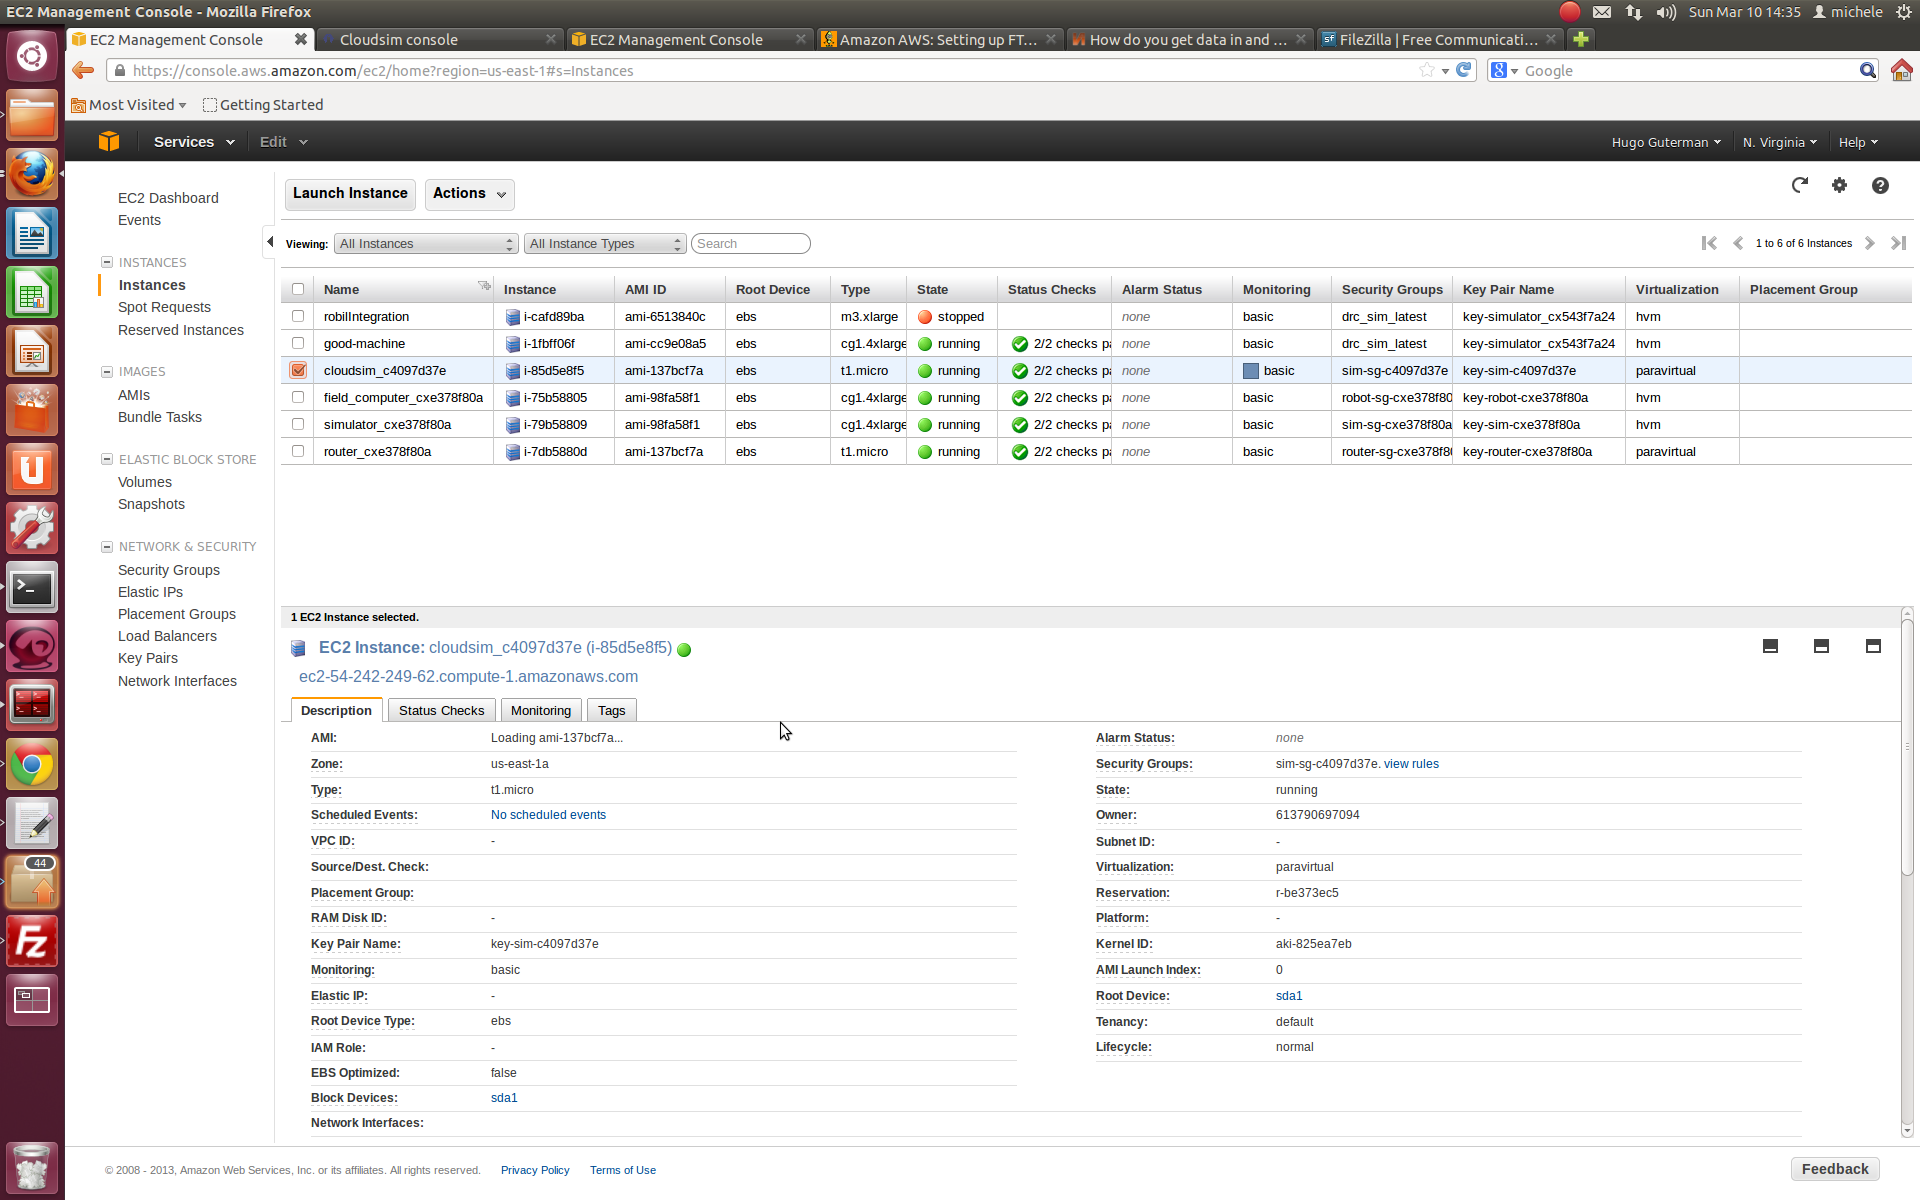 EC2 Management Console - Mozilla Firefox
Sun Mar 10 14:35 michele
EC2 Management Console
Cloudsim console
EC2 Management Console
Amazon AWS: Setting up FT...
How do you get data in and ...
FileZilla | Free Communicati...
https://console.aws.amazon.com/ec2/home?region=us-east-1#s=Instances
Google
Most Visited Getting Started
Services Edit Hugo Guterman N. Virginia Help
EC2 Dashboard
Events
INSTANCES
Instances
Spot Requests
Reserved Instances
IMAGES
AMIs
Bundle Tasks
ELASTIC BLOCK STORE
Volumes
Snapshots
NETWORK & SECURITY
Security Groups
Elastic IPs
Placement Groups
Load Balancers
Key Pairs
Network Interfaces
Launch Instance Actions
Viewing: All Instances All Instance Types Search 1 to 6 of 6 Instances
Name Instance AMI ID Root Device Type State Status Checks Alarm Status Monitoring Security Groups Key Pair Name Virtualization Placement Group
robilIntegration i-cafd89ba ami-6513840c ebs m3.xlarge stopped none basic drc_sim_latest key-simulator_cx543f7a24 hvm
good-machine i-1fbff06f ami-cc9e08a5 ebs cg1.4xlarge running 2/2 checks pa none basic drc_sim_latest key-simulator_cx543f7a24 hvm
cloudsim_c4097d37e i-85d5e8f5 ami-137bcf7a ebs t1.micro running 2/2 checks pa none basic sim-sg-c4097d37e key-sim-c4097d37e paravirtual
field_computer_cxe378f80a i-75b58805 ami-98fa58f1 ebs cg1.4xlarge running 2/2 checks pa none basic robot-sg-cxe378f80 key-robot-cxe378f80a hvm
simulator_cxe378f80a i-79b58809 ami-98fa58f1 ebs cg1.4xlarge running 2/2 checks pa none basic sim-sg-cxe378f80a key-sim-cxe378f80a hvm
router_cxe378f80a i-7db5880d ami-137bcf7a ebs t1.micro running 2/2 checks pa none basic router-sg-cxe378f80 key-router-cxe378f80a paravirtual
1 EC2 Instance selected.
EC2 Instance: cloudsim_c4097d37e (i-85d5e8f5)
ec2-54-242-249-62.compute-1.amazonaws.com
Description Status Checks Monitoring Tags
AMI: Loading ami-137bcf7a... Alarm Status: none
Zone: us-east-1a Security Groups: sim-sg-c4097d37e. view rules
Type: t1.micro State: running
Scheduled Events: No scheduled events Owner: 613790697094
VPC ID: - Subnet ID: -
Source/Dest. Check: Virtualization: paravirtual
Placement Group: Reservation: r-be373ec5
RAM Disk ID: - Platform: -
Key Pair Name: key-sim-c4097d37e Kernel ID: aki-825ea7eb
Monitoring: basic AMI Launch Index: 0
Elastic IP: - Root Device: sda1
Root Device Type: ebs Tenancy: default
IAM Role: - Lifecycle: normal
EBS Optimized: false
Block Devices: sda1
Network Interfaces:
44
© 2008 - 2013, Amazon Web Services, Inc. or its affiliates. All rights reserved. Privacy Policy Terms of Use Feedback